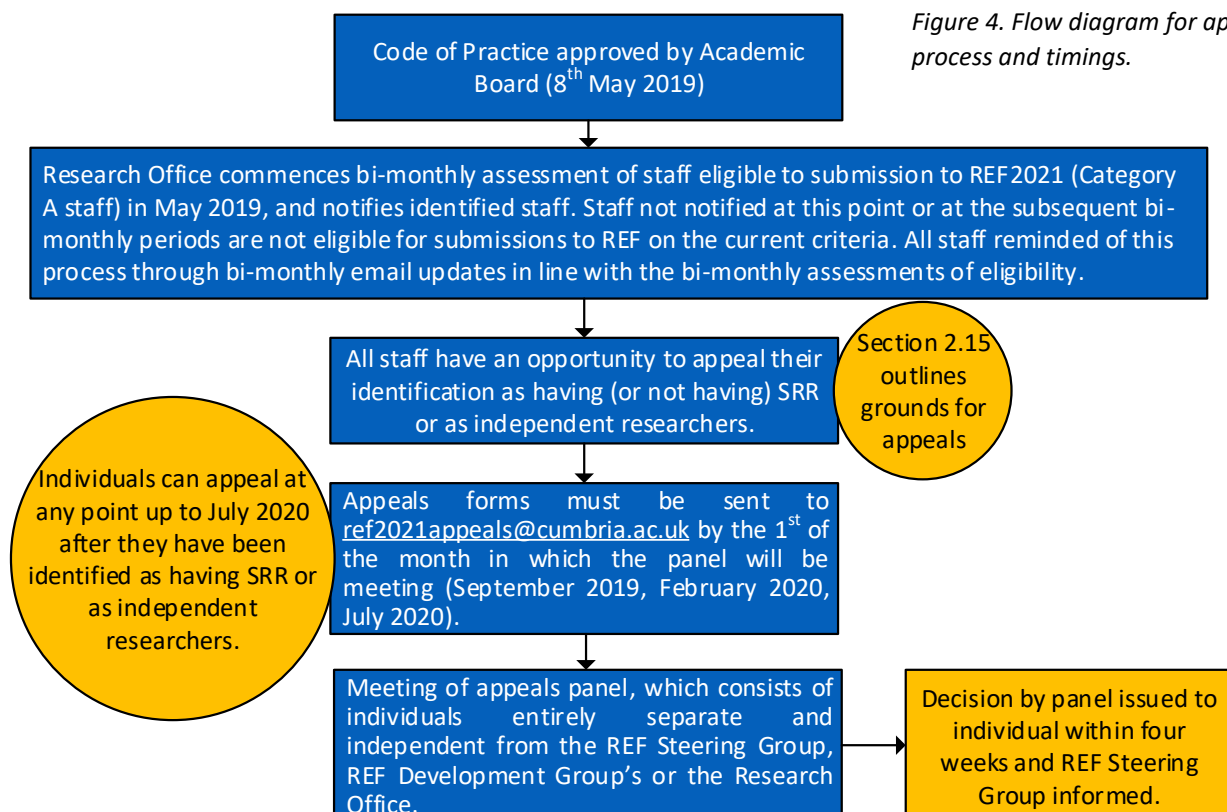 Figure 4. Flow diagram for ap
process and timings.
Code of Practice approved by Academic
Board (8th May 2019)
Research Office commences bi-monthly assessment of staff eligible to submission to REF2021 (Category
A staff) in May 2019, and notifies identified staff. Staff not notified at this point or at the subsequent bi-
monthly periods are not eligible for submissions to REF on the current criteria. All staff reminded of this
process through bi-monthly email updates in line with the bi-monthly assessments of eligibility.
All staff have an opportunity to appeal their
identification as having (or not having) SRR
or as independent researchers.
Section 2.15
outlines
grounds for
appeals
Individuals can appeal at
any point up to July 2020
after they have been
identified as having SRR or
as independent
researchers.
Appeals forms must be sent to
ref2021appeals@cumbria.ac.uk by the 1st of
the month in which the panel will be
meeting (September 2019, February 2020,
July 2020).
Meeting of appeals panel, which consists of
individuals entirely separate and
independent from the REF Steering Group,
REF Development Group's or the Research
Office.
Decision by panel issued to
individual within four
weeks and REF Steering
Group informed.